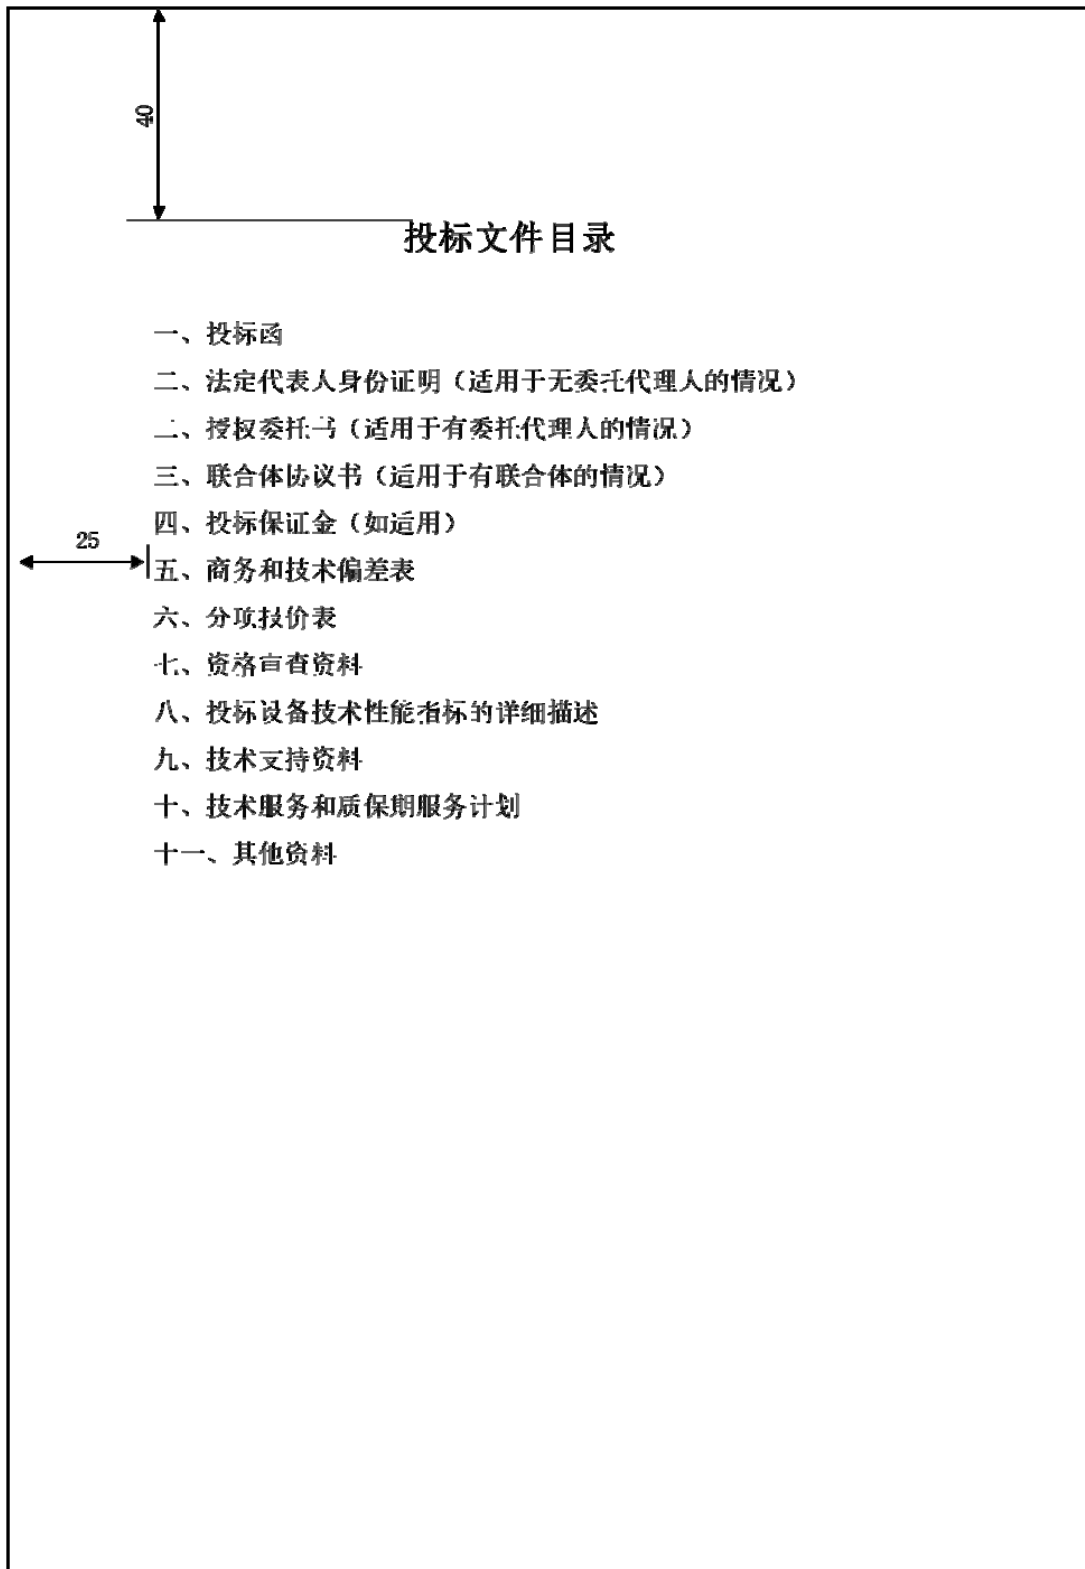 40
投标文件目录
一、投标函
二、法定代表人身份证明（适用于无委托代理人的情况）
二、授权委托书（适用于有委托代理人的情况）
三、联合体协议书（适用于有联合体的情况）
四、投标保证金（如适用）
25
五、商务和技术偏差表
六、分项报价表
七、资格审查资料
八、投标设备技术性能指标的详细描述
九、技术支持资料
十、技术服务和质保期服务计划
十一、其他资料